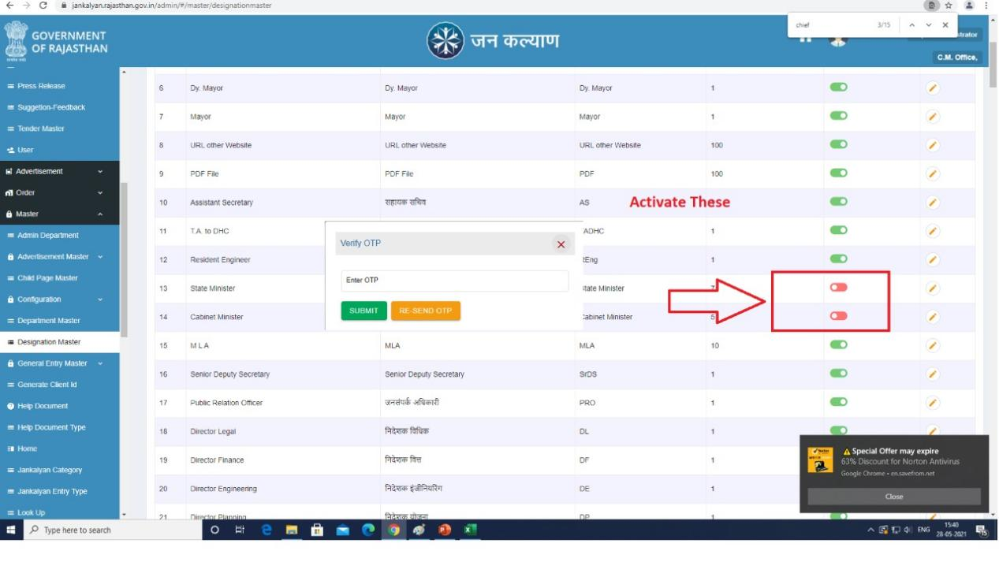 jankalyan.rajasthan.gov.in/admin/#/master/designationmaster
chief 3/15
GOVERNMENT
OF RAJASTHAN
जन कल्याण
strator
C.M. Office,
Press Release
Suggetion-Feedback
Tender Master
User
Advertisement
Order
Master
Admin Department
Advertisement Master
Child Page Master
Configuration
Department Master
Designation Master
General Entry Master
Generate Client Id
Help Document
Help Document Type
Home
Jankalyan Category
Jankalyan Entry Type
Look Up
6 Dy. Mayor Dy. Mayor Dy. Mayor 1
7 Mayor Mayor Mayor 1
8 URL other Website URL other Website URL other Website 100
9 PDF File PDF File PDF 100
10 Assistant Secretary सहायक सचिव AS
Activate These
11 T.A. to DHC ADHC 1
12 Resident Engineer Eng 1
13 State Minister State Minister 7
14 Cabinet Minister Cabinet Minister 5
15 M L A MLA MLA 10
16 Senior Deputy Secretary Senior Deputy Secretary SrDS 1
17 Public Relation Officer जनसंपर्क अधिकारी PRO 1
18 Director Legal निदेशक विधिक DL 1
19 Director Finance निदेशक वित्त DF 1
20 Director Engineering निदेशक इंजीनियरिंग DE 1
21 Director Planning निदेशक योजना DP 1
Verify OTP
Enter OTP
SUBMIT RE-SEND OTP
Special Offer may expire
63% Discount for Norton Antivirus
Google Chrome • en.savefrom.net
Close
Type here to search
ENG
15:40
28-05-2021
15